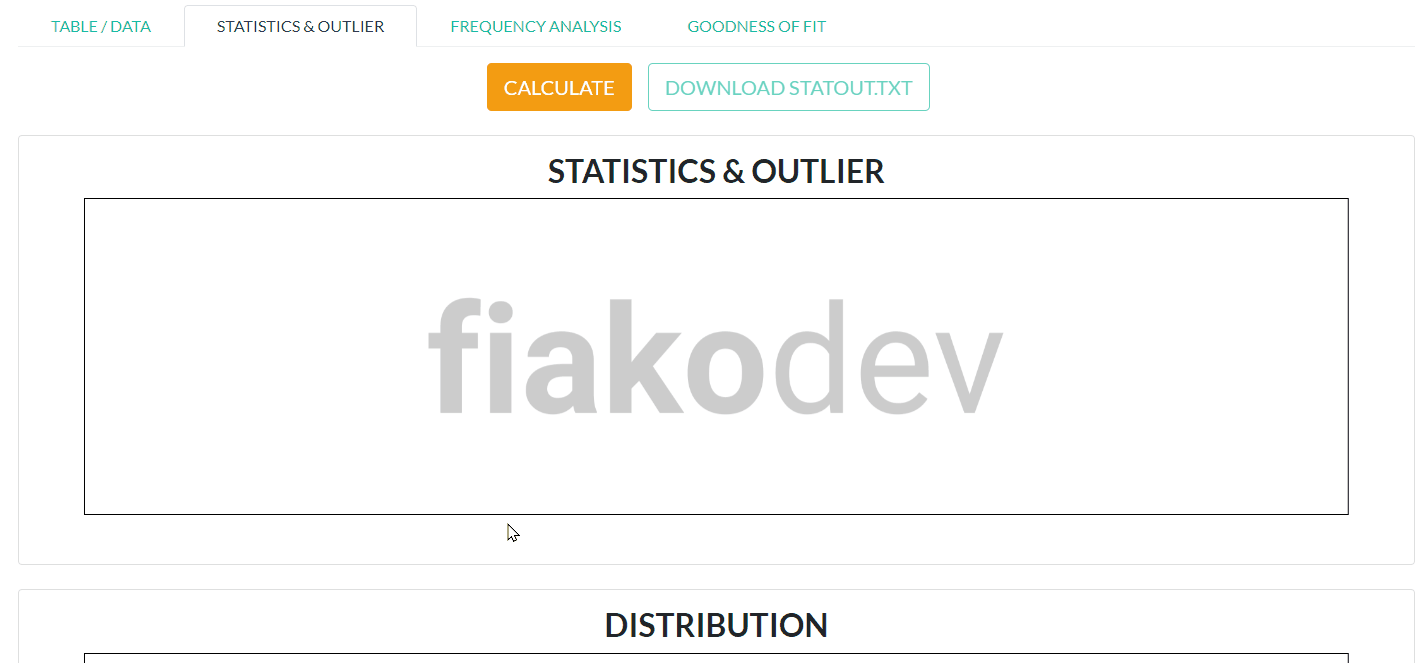 TABLE / DATA STATISTICS & OUTLIER FREQUENCY ANALYSIS GOODNESS OF FIT
CALCULATE DOWNLOAD STATOUT.TXT
STATISTICS & OUTLIER
fiakodev
DISTRIBUTION